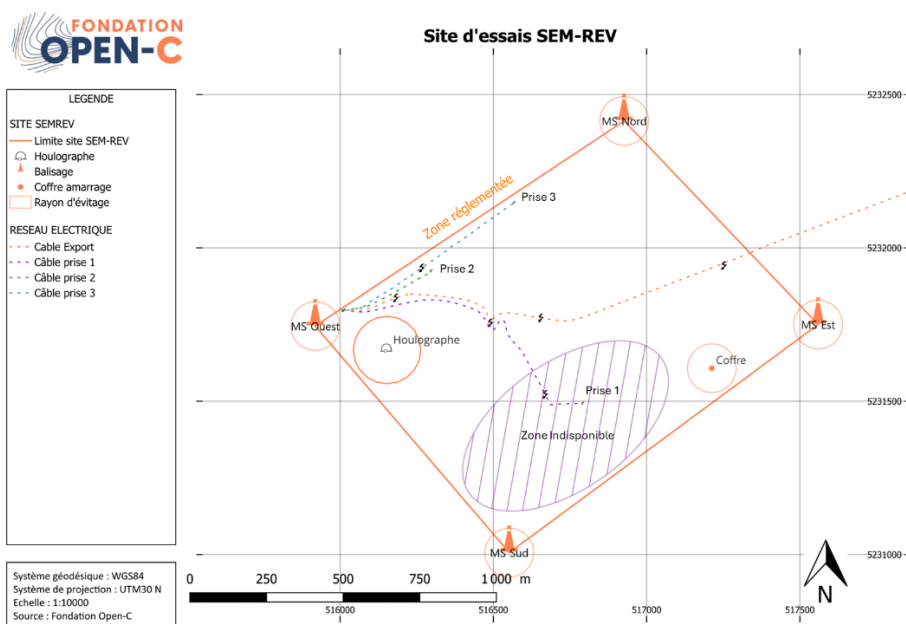 FONDATION
OPEN-C
Site d'essais SEM-REV
LEGENDE
SITE SEMREV
Limite site SEM-REV
Houlographe
Balisage
Coffre amarrage
Rayon d'évitage
RESEAU ELECTRIQUE
Cable Export
Câble prise 1
Câble prise 2
Câble prise 3
Système géodésique : WGS84
Système de projection : UTM30 N
Echelle : 1:10000
Source : Fondation Open-C
5232500
MS Nord
Zone réglementée
Prise 3
5232000
Prise 2
MS Ouest
MS Est
Houlographe
Coffre
Prise 1
5231500
Zone Indisponible
MS Sud
5231000
0 250 500 750 1 000 m
516000 516500 517000 517500
N